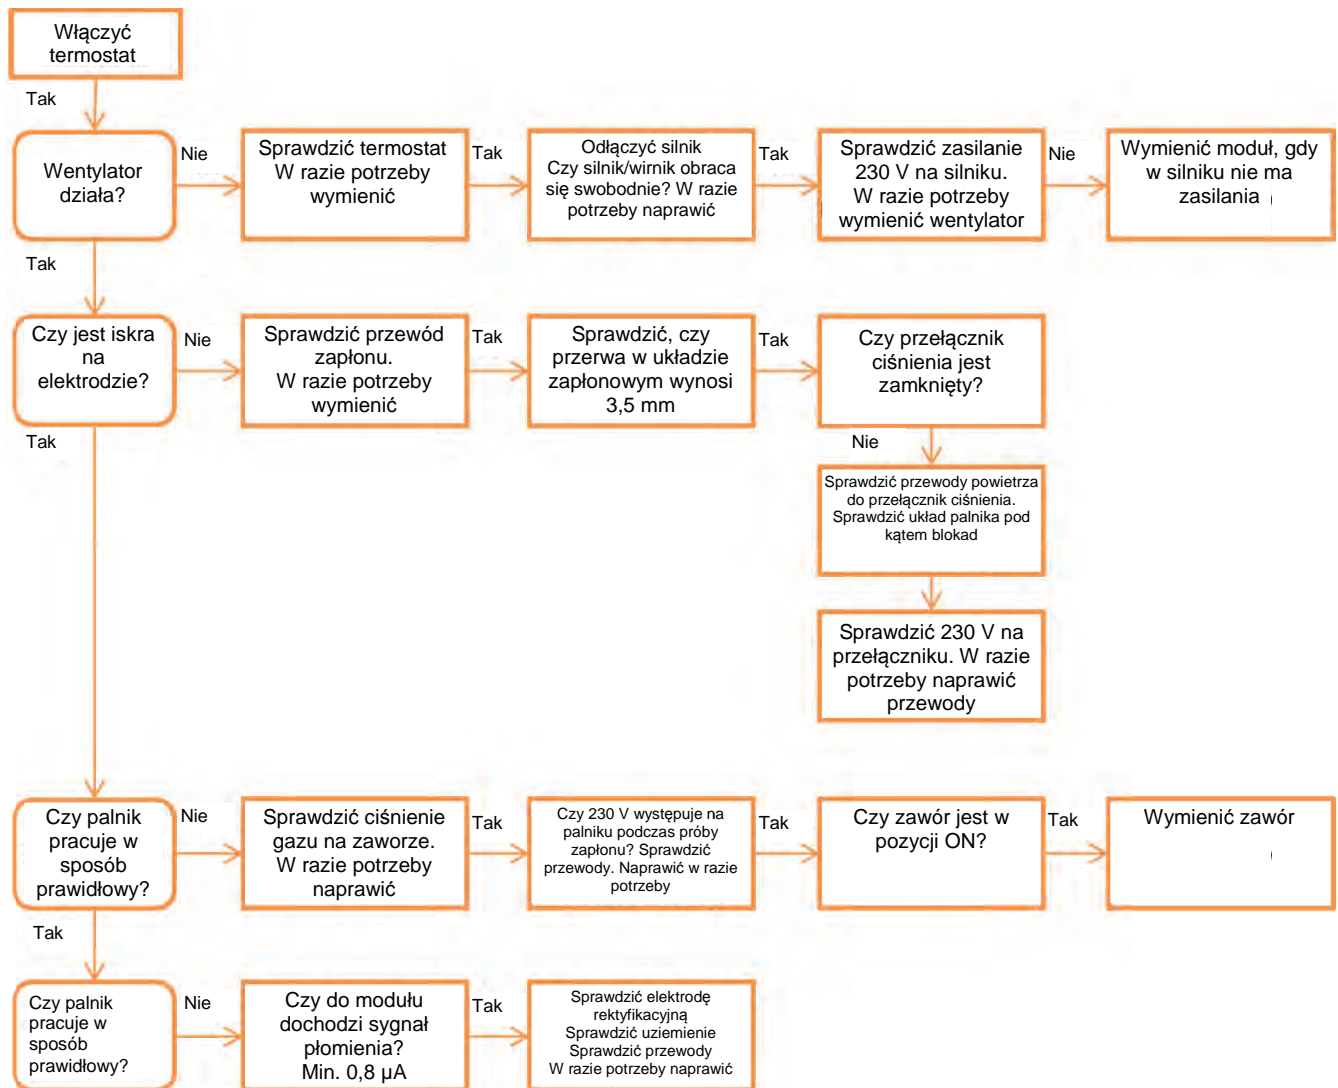 Włączyć
termostat
Tak
Wentylator
działa?
Nie
Sprawdzić termostat
W razie potrzeby
wymienić
Tak
Odłączyć silnik
Czy silnik/wirnik obraca
się swobodnie? W razie
potrzeby naprawić
Tak
Sprawdzić zasilanie
230 V na silniku.
W razie potrzeby
wymienić wentylator
Nie
Wymienić moduł, gdy
w silniku nie ma
zasilania
Tak
Czy jest iskra
na
elektrodzie?
Nie
Sprawdzić przewód
zapłonu.
W razie potrzeby
wymienić
Tak
Sprawdzić, czy
przerwa w układzie
zapłonowym wynosi
3,5 mm
Tak
Czy przełącznik
ciśnienia jest
zamknięty?
Nie
Sprawdzić przewody powietrza
do przełącznik ciśnienia.
Sprawdzić układ palnika pod
kątem blokad
Sprawdzić 230 V na
przełączniku. W razie
potrzeby naprawić
przewody
Tak
Czy palnik
pracuje w
sposób
prawidłowy?
Nie
Sprawdzić ciśnienie
gazu na zaworze.
W razie potrzeby
naprawić
Tak
Czy 230 V występuje na
palniku podczas próby
zapłonu? Sprawdzić
przewody. Naprawić w razie
potrzeby
Tak
Czy zawór jest w
pozycji ON?
Tak
Wymienić zawór
Tak
Czy palnik
pracuje w
sposób
prawidłowy?
Nie
Czy do modułu
dochodzi sygnał
płomienia?
Min. 0,8 µA
Tak
Sprawdzić elektrodę
rektyfikacyjną
Sprawdzić uziemienie
Sprawdzić przewody
W razie potrzeby naprawić